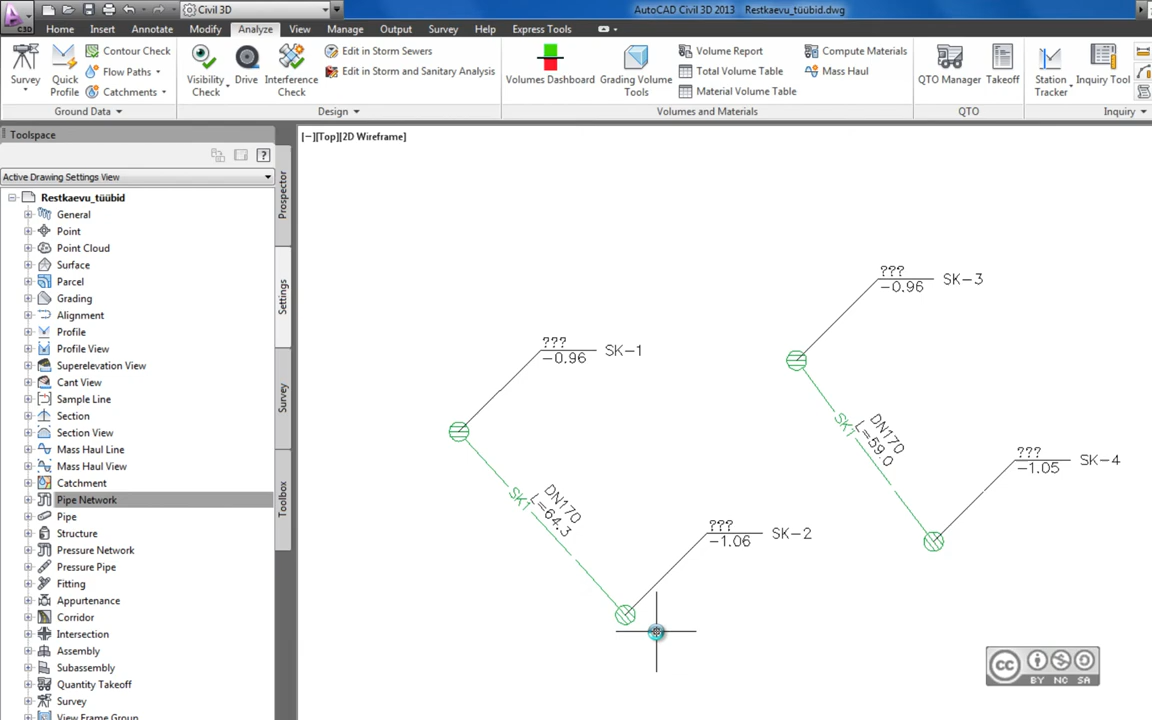 Civil 3D
AutoCAD Civil 3D 2013 Restkaevu_tüübid.dwg
C3D
Home Insert Annotate Modify Analyze View Manage Output Survey Help Express Tools
Survey
Quick Profile
Contour Check
Flow Paths
Catchments
Visibility Check
Drive
Interference Check
Edit in Storm Sewers
Edit in Storm and Sanitary Analysis
Volumes Dashboard
Grading Volume Tools
Volume Report
Total Volume Table
Material Volume Table
Compute Materials
Mass Haul
QTO Manager
Takeoff
Station Tracker
Inquiry Tool
Ground Data
Design
Volumes and Materials
QTO
Inquiry
Toolspace
Active Drawing Settings View
Restkaevu_tüübid
General
Point
Point Cloud
Surface
Parcel
Grading
Alignment
Profile
Profile View
Superelevation View
Cant View
Sample Line
Section
Section View
Mass Haul Line
Mass Haul View
Catchment
Pipe Network
Pipe
Structure
Pressure Network
Pressure Pipe
Fitting
Appurtenance
Corridor
Intersection
Assembly
Subassembly
Quantity Takeoff
Survey
View Frame Group
Prospector
Settings
Survey
Toolbox
[−][Top][2D Wireframe]
???
−0.96
SK−3
???
−0.96
SK−1
SK1
DN170
L=59.0
???
−1.05
SK−4
SK1
DN170
L=64.3
???
−1.06
SK−2
cc
BY NC SA